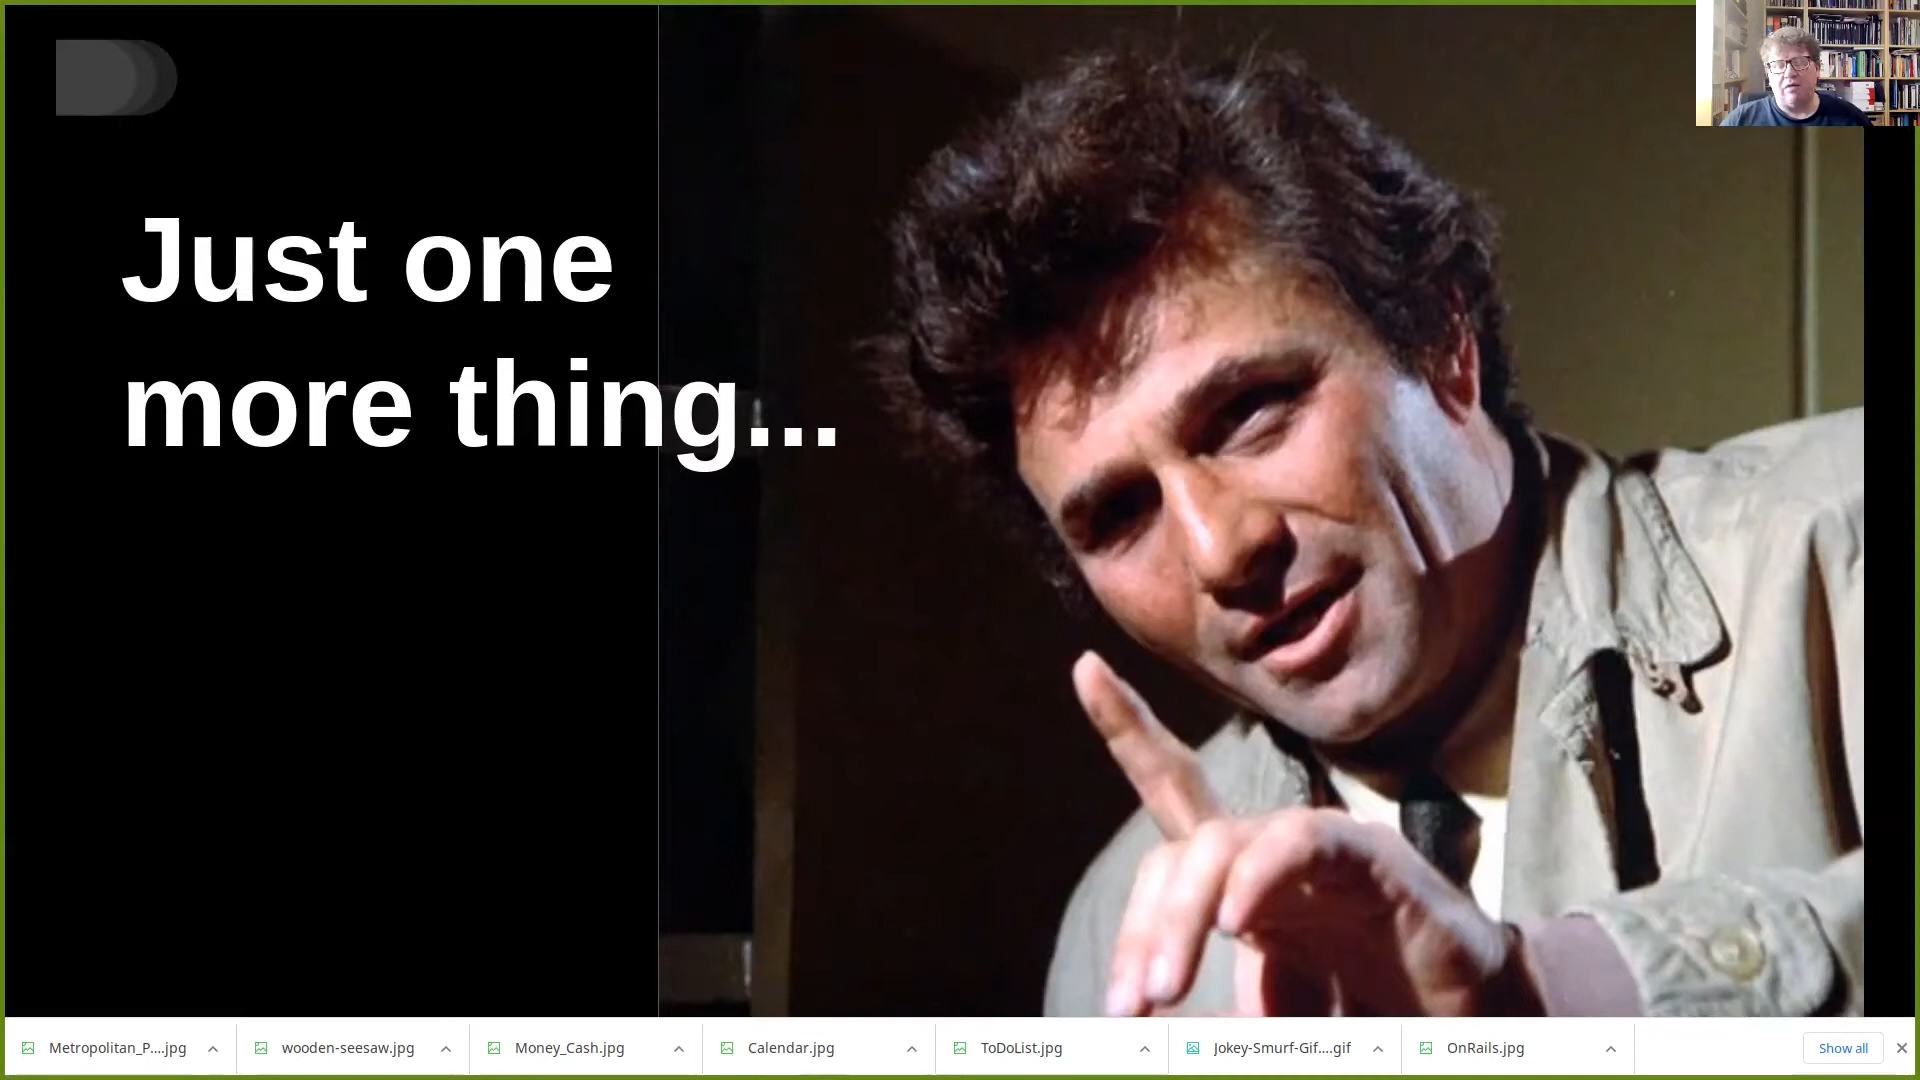 Just one
more thing...
Metropolitan_P....jpg
wooden-seesaw.jpg
Money_Cash.jpg
Calendar.jpg
ToDoList.jpg
Jokey-Smurf-Gif....gif
OnRails.jpg
Show all